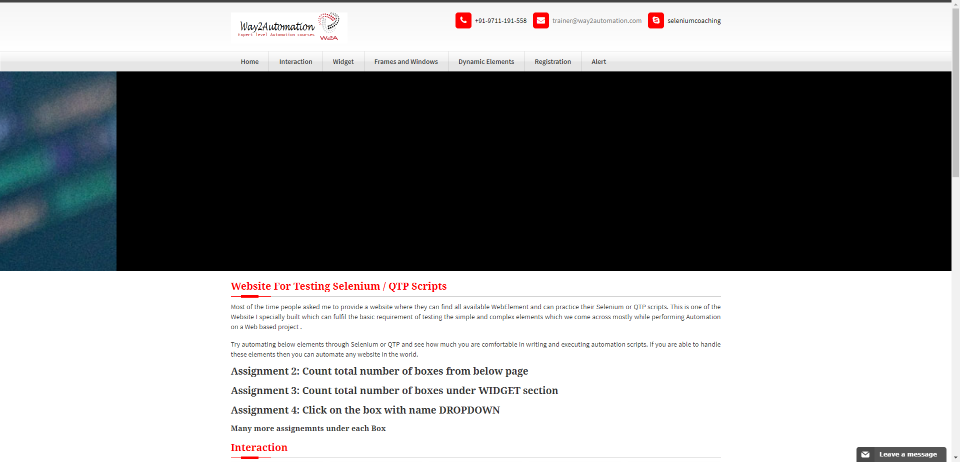 Way2Automation
Expert level Automation courses
W2A
+91-9711-191-558
trainer@way2automation.com
seleniumcoaching
Home
Interaction
Widget
Frames and Windows
Dynamic Elements
Registration
Alert
Website For Testing Selenium / QTP Scripts
Most of the time people asked me to provide a website where they can find all available WebElement and can practice their Selenium or QTP scripts. This is one of the
Website I specially built which can fulfil the basic requirement of testing the simple and complex elements which we come across mostly while performing Automation
on a Web based project .
Try automating below elements through Selenium or QTP and see how much you are comfortable in writing and executing automation scripts. If you are able to handle
these elements then you can automate any website in the world.
Assignment 2: Count total number of boxes from below page
Assignment 3: Count total number of boxes under WIDGET section
Assignment 4: Click on the box with name DROPDOWN
Many more assignemnts under each Box
Interaction
Leave a message